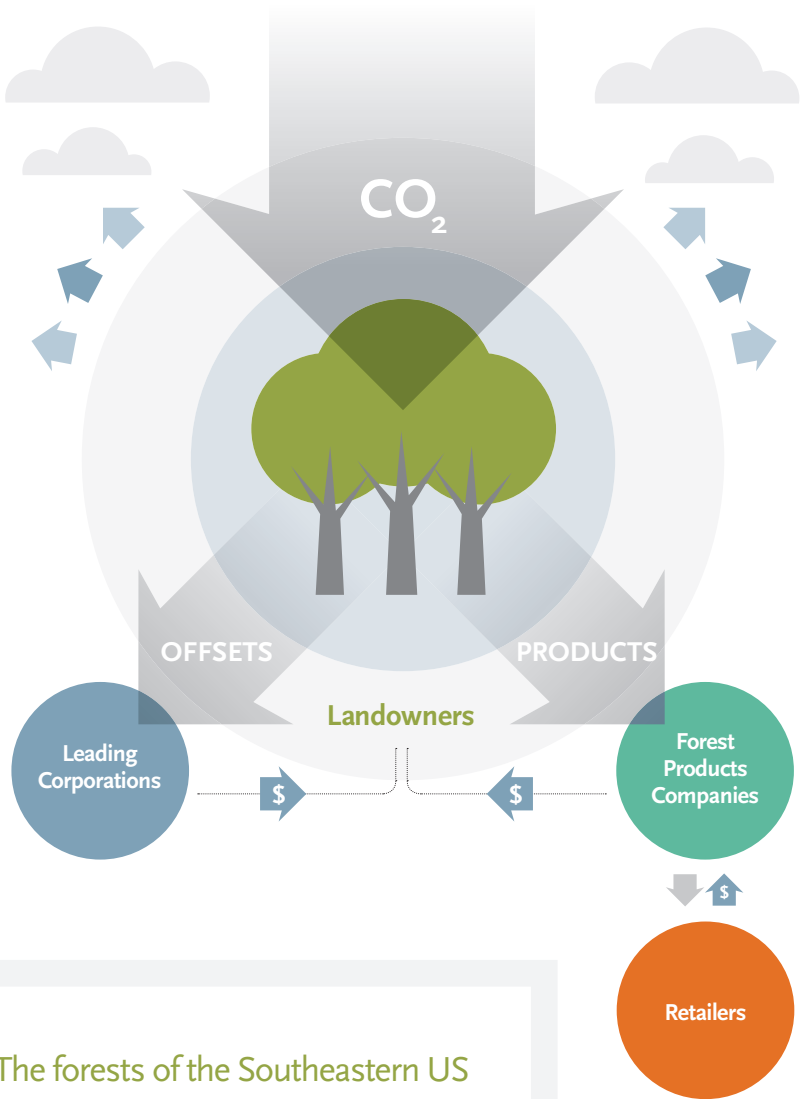 CO₂
OFFSETS
PRODUCTS
Landowners
Leading
Corporations
$
$
Forest
Products
Companies
$
Retailers
The forests of the Southeastern US